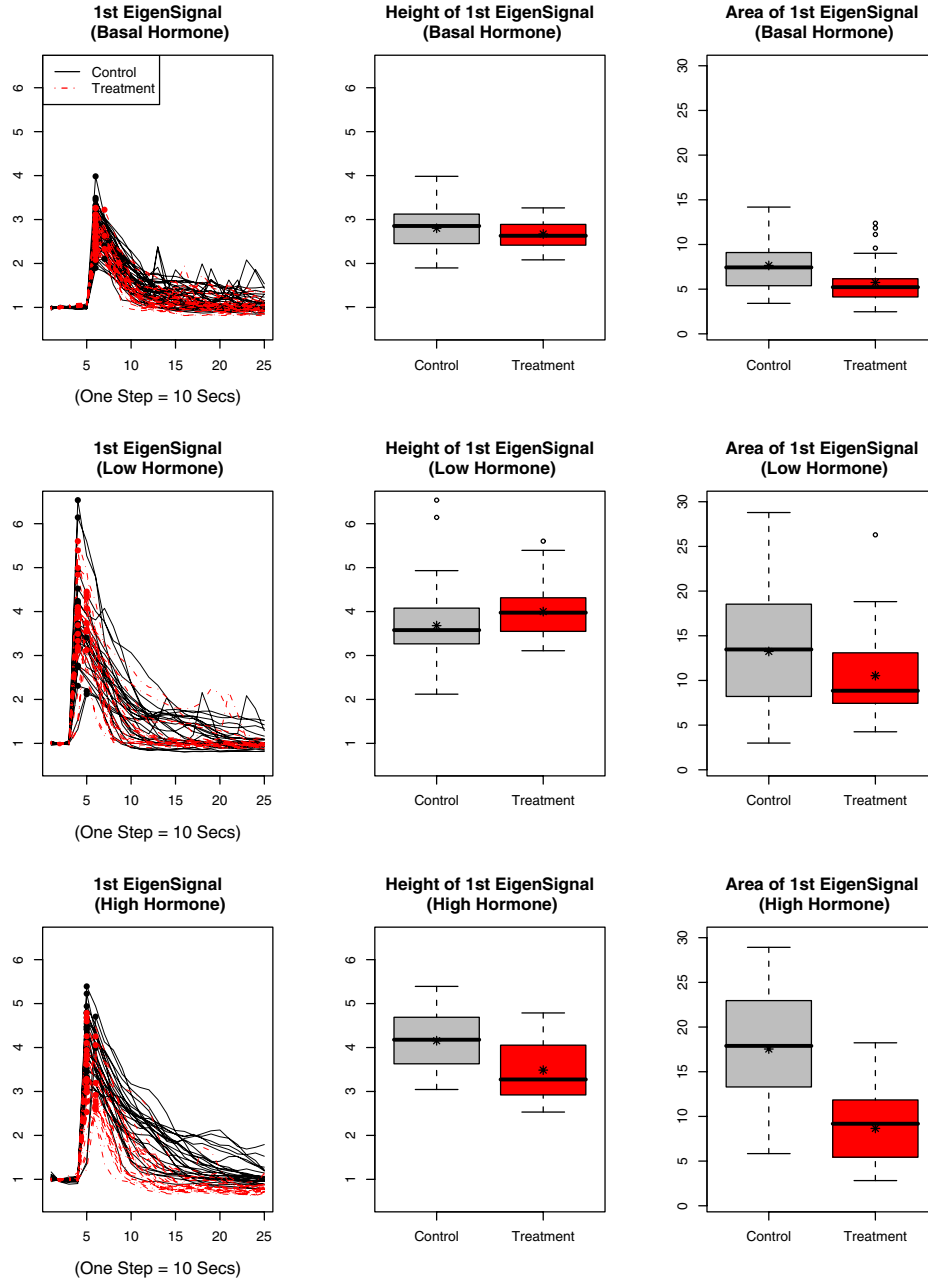 1st EigenSignal
(Basal Hormone)
Height of 1st EigenSignal
(Basal Hormone)
Area of 1st EigenSignal
(Basal Hormone)
Control
Treatment
1 2 3 4 5 6
5 10 15 20 25
(One Step = 10 Secs)
1 2 3 4 5 6
Control Treatment
0 5 10 15 20 25 30
Control Treatment
1st EigenSignal
(Low Hormone)
Height of 1st EigenSignal
(Low Hormone)
Area of 1st EigenSignal
(Low Hormone)
1 2 3 4 5 6
5 10 15 20 25
(One Step = 10 Secs)
1 2 3 4 5 6
Control Treatment
0 5 10 15 20 25 30
Control Treatment
1st EigenSignal
(High Hormone)
Height of 1st EigenSignal
(High Hormone)
Area of 1st EigenSignal
(High Hormone)
1 2 3 4 5 6
5 10 15 20 25
(One Step = 10 Secs)
1 2 3 4 5 6
Control Treatment
0 5 10 15 20 25 30
Control Treatment